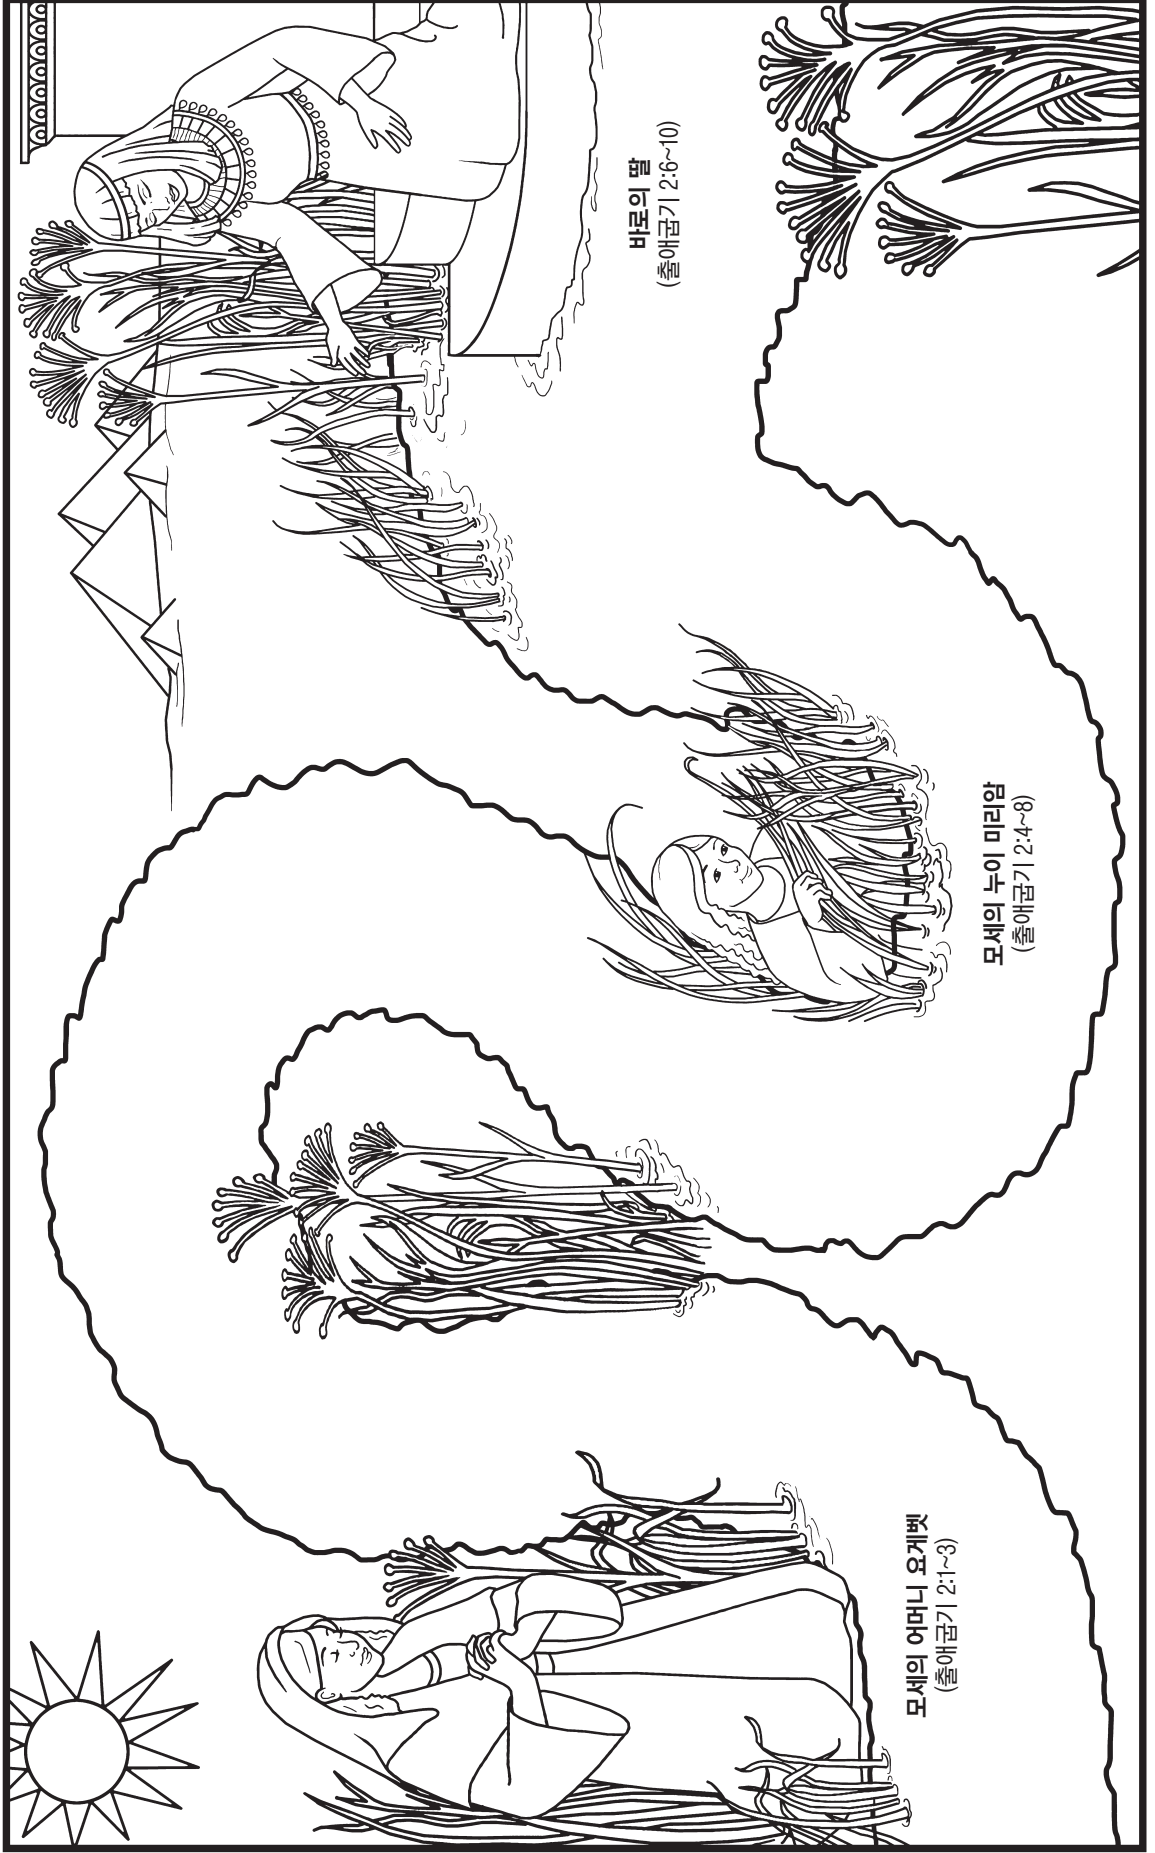 모세의 어머니 요게벳
(출애굽기 2:1~3)
모세의 누이 미리암
(출애굽기 2:4~8)
바로의 딸
(출애굽기 2:6~10)